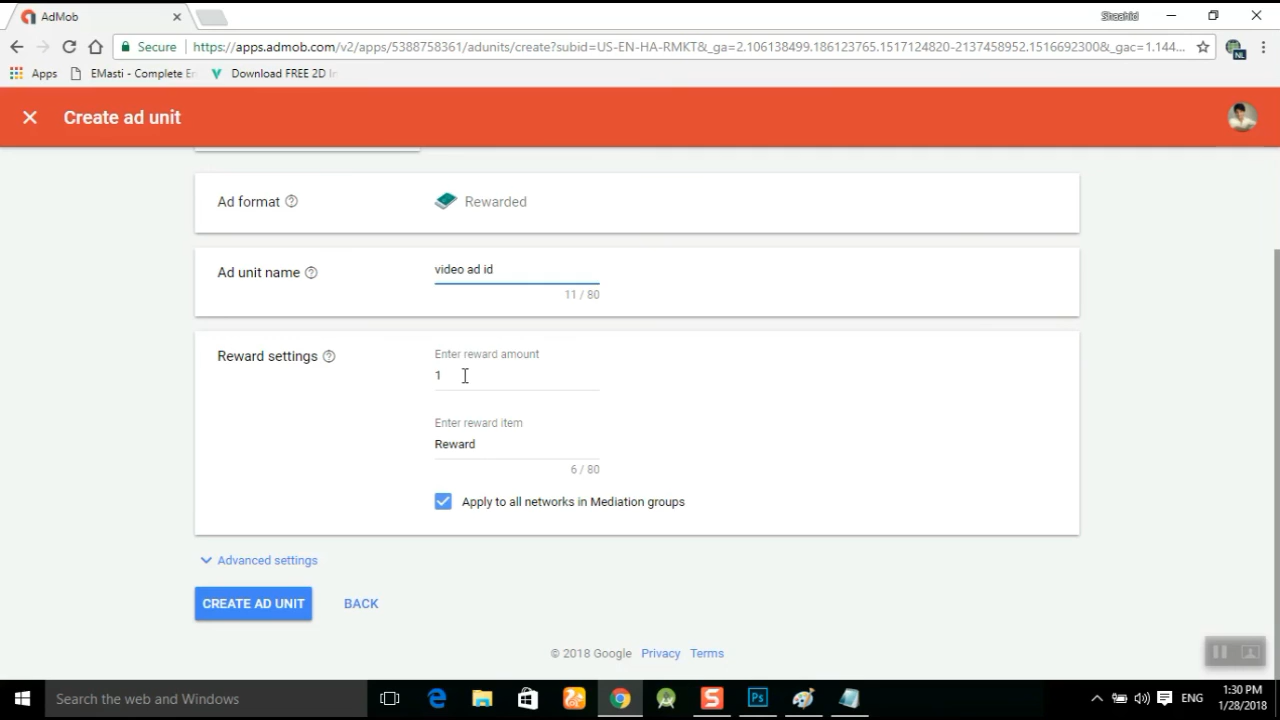 AdMob
Shaahid
Secure
https://apps.admob.com/v2/apps/5388758361/adunits/create?subid=US-EN-HA-RMKT&_ga=2.106138499.186123765.1517124820-2137458952.1516692300&_gac=1.144...
NL
Apps
EMasti - Complete En
Download FREE 2D In
Create ad unit
Ad format
Rewarded
Ad unit name
video ad id
11 / 80
Reward settings
Enter reward amount
1
Enter reward item
Reward
6 / 80
Apply to all networks in Mediation groups
Advanced settings
CREATE AD UNIT BACK
© 2018 Google Privacy Terms
Search the web and Windows
Ps
ENG
1:30 PM
1/28/2018